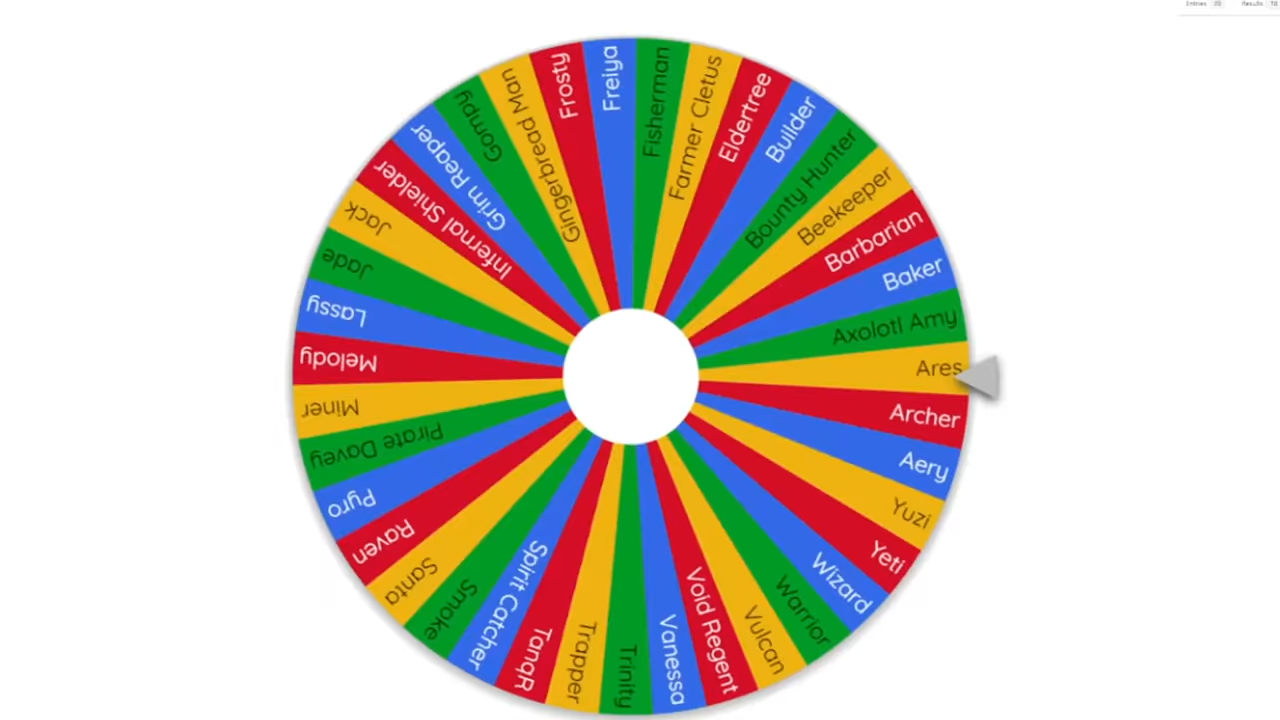 Entries
Results
Freiya
Fisherman
Farmer Cletus
Eldertree
Builder
Bounty Hunter
Beekeeper
Barbarian
Baker
Axolotl Amy
Ares
Archer
Aery
Yuzi
Yeti
Wizard
Warrior
Vulcan
Void Regent
Vanessa
Trinity
Trapper
TanqR
Spirit Catcher
Smoke
Santa
Raven
Pyro
Pirate Davey
Miner
Melody
Lassy
Jade
Jack
Infernal Shielder
Grim Reaper
Gompy
Gingerbread Man
Frosty